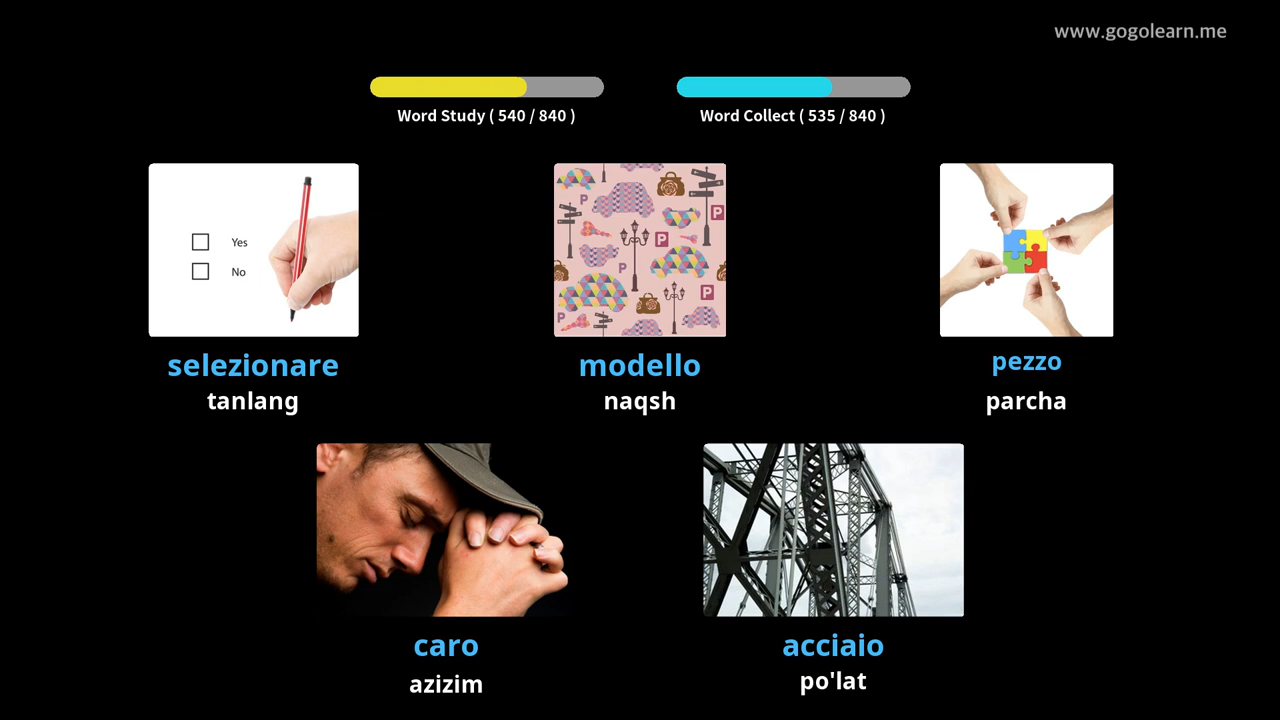 www.gogolearn.me
Word Study ( 540 / 840 )
Word Collect ( 535 / 840 )
Yes
No
P
P
P
P
P
P
selezionare
tanlang
modello
naqsh
pezzo
parcha
caro
azizim
acciaio
po'lat